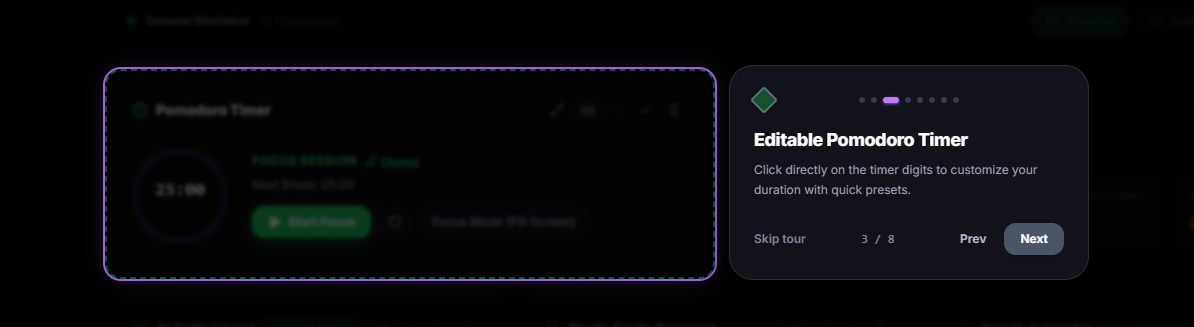 General Statistics
Pomodoro Timer
25:00
FOCUS SESSION Change
Next Break: 05:00
Start Focus
Focus Mode (Full Screen)
Editable Pomodoro Timer
Click directly on the timer digits to customize your
duration with quick presets.
Skip tour
3 / 8
Prev
Next